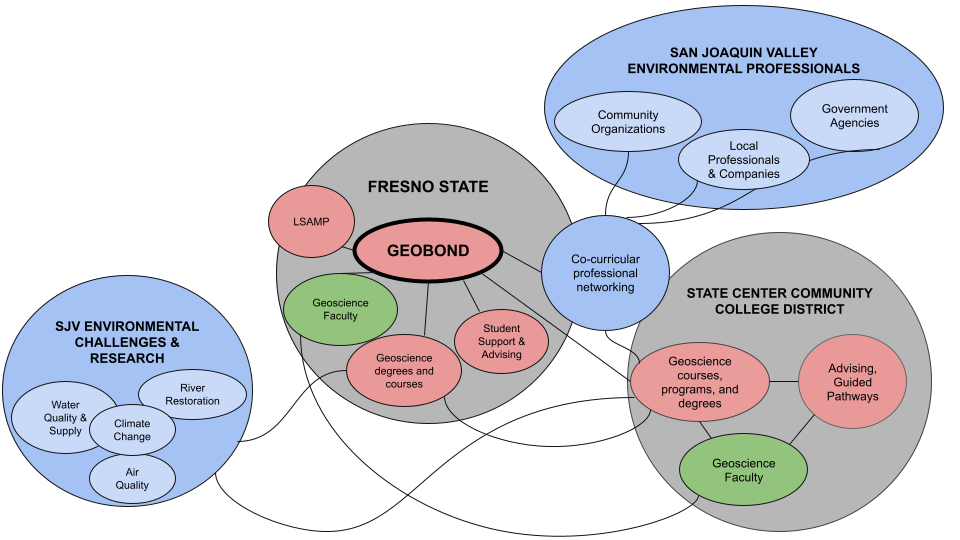 SAN JOAQUIN VALLEY
ENVIRONMENTAL PROFESSIONALS
Community
Organizations
Government
Agencies
Local
Professionals
& Companies
FRESNO STATE
LSAMP
GEOBOND
Geoscience
Faculty
Student
Support &
Advising
Geoscience
degrees and
courses
Co-curricular
professional
networking
STATE CENTER COMMUNITY
COLLEGE DISTRICT
Geoscience
courses,
programs, and
degrees
Advising,
Guided
Pathways
Geoscience
Faculty
SJV ENVIRONMENTAL
CHALLENGES &
RESEARCH
River
Restoration
Water
Quality &
Supply
Climate
Change
Air
Quality